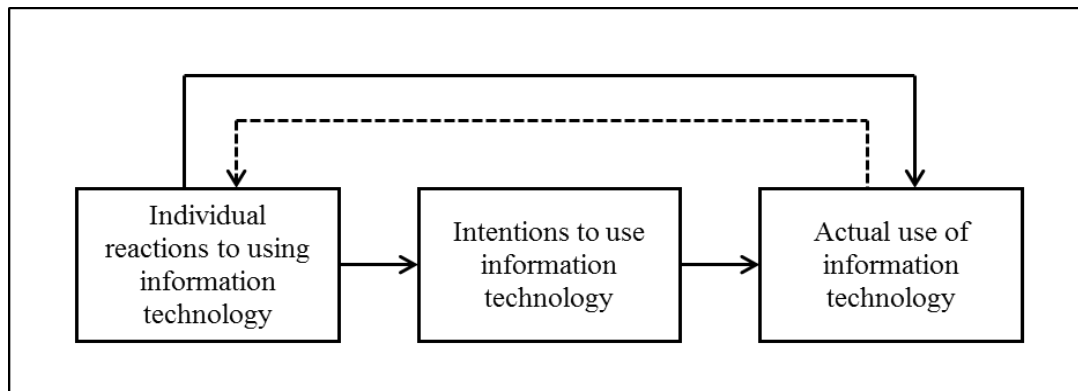 Individual
reactions to using
information
technology
Intentions to use
information
technology
Actual use of
information
technology